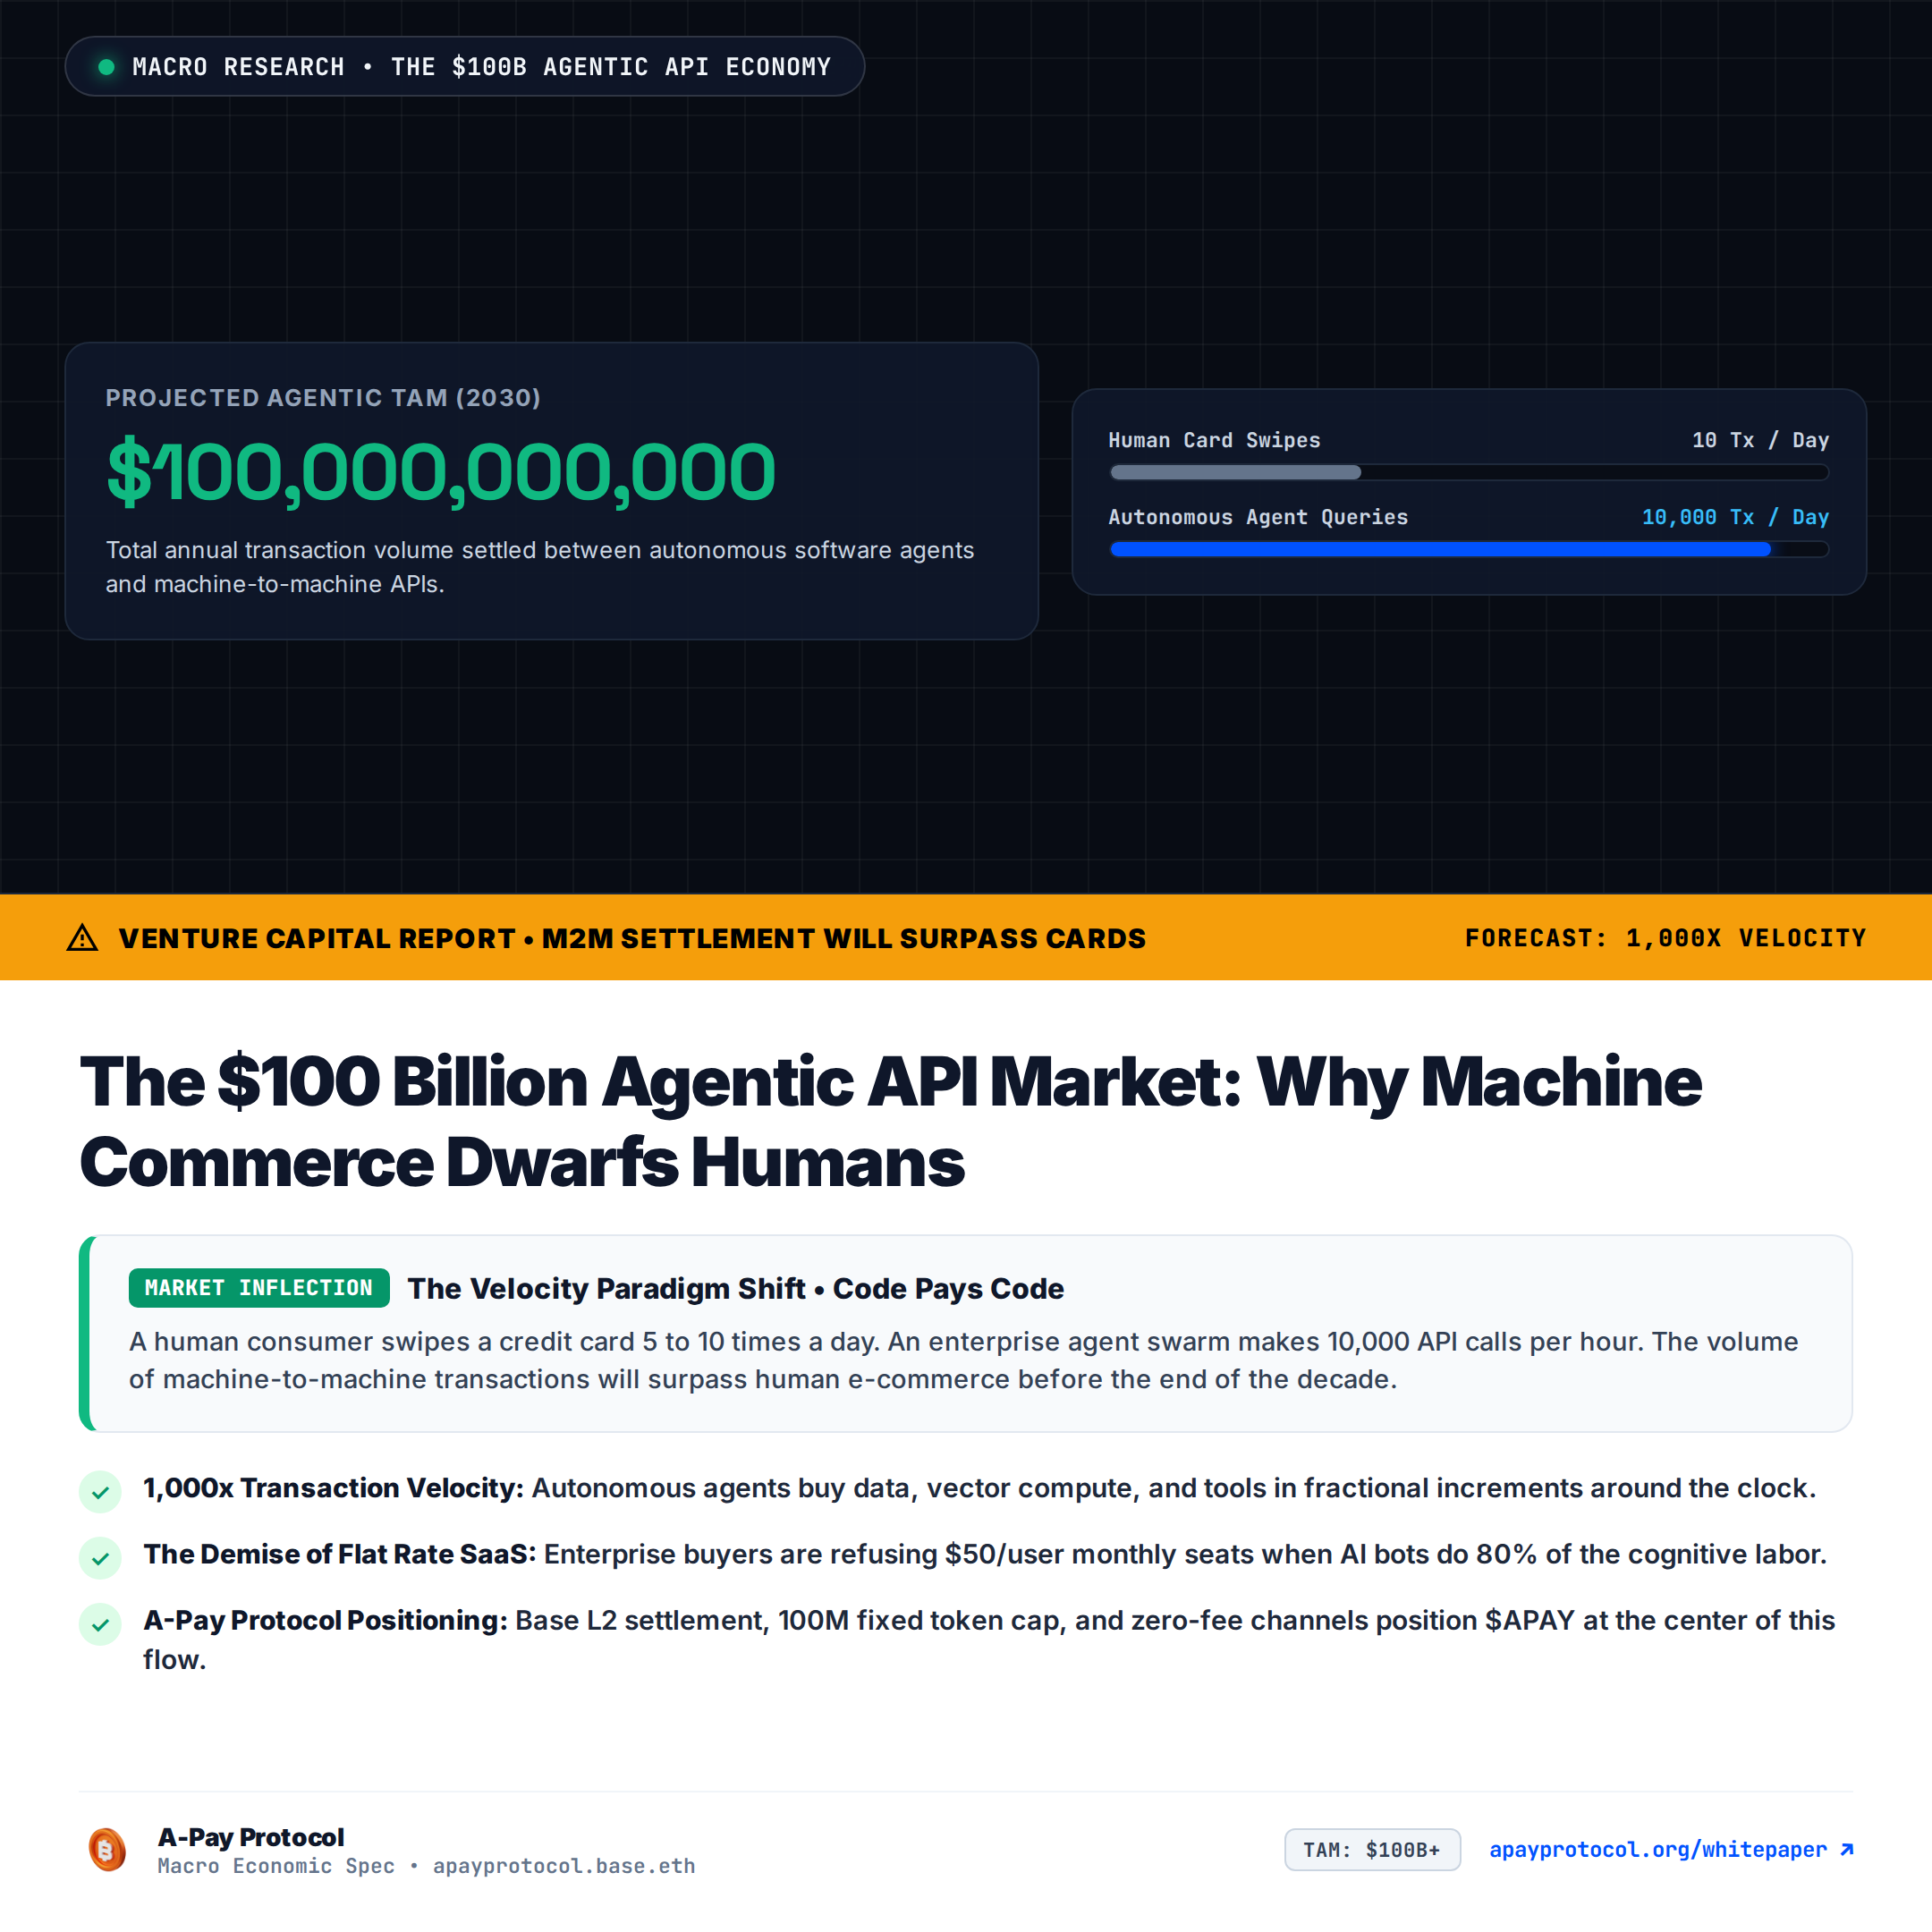 MACRO RESEARCH • THE $100B AGENTIC API ECONOMY
PROJECTED AGENTIC TAM (2030)
$100,000,000,000
Total annual transaction volume settled between autonomous software agents
and machine-to-machine APIs.
Human Card Swipes 10 Tx / Day
Autonomous Agent Queries 10,000 Tx / Day
VENTURE CAPITAL REPORT • M2M SETTLEMENT WILL SURPASS CARDS
FORECAST: 1,000X VELOCITY
The $100 Billion Agentic API Market: Why Machine
Commerce Dwarfs Humans
MARKET INFLECTION The Velocity Paradigm Shift • Code Pays Code
A human consumer swipes a credit card 5 to 10 times a day. An enterprise agent swarm makes 10,000 API calls per hour. The volume
of machine-to-machine transactions will surpass human e-commerce before the end of the decade.
1,000x Transaction Velocity: Autonomous agents buy data, vector compute, and tools in fractional increments around the clock.
The Demise of Flat Rate SaaS: Enterprise buyers are refusing $50/user monthly seats when AI bots do 80% of the cognitive labor.
A-Pay Protocol Positioning: Base L2 settlement, 100M fixed token cap, and zero-fee channels position $APAY at the center of this
flow.
A-Pay Protocol
Macro Economic Spec • apayprotocol.base.eth
TAM: $100B+
apayprotocol.org/whitepaper ↗